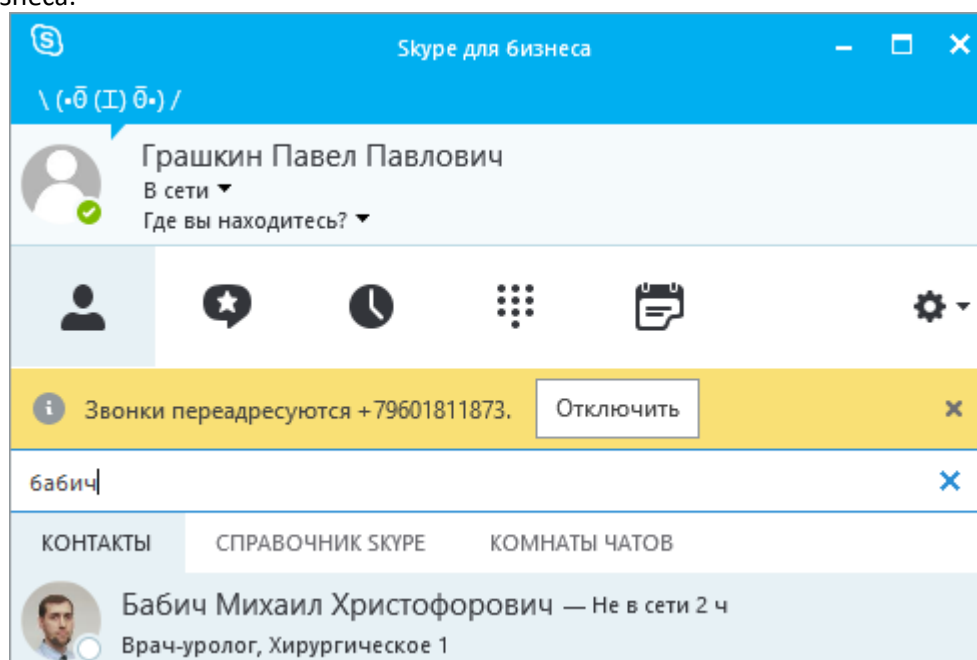 Skype для бизнеса
\ (•θ̄ (工) θ̄•) /
Грашкин Павел Павлович
В сети
Где вы находитесь?
Звонки переадресуются +79601811873. Отключить
бабич
КОНТАКТЫ СПРАВОЧНИК SKYPE КОМНАТЫ ЧАТОВ
Бабич Михаил Христофорович — Не в сети 2 ч
Врач-уролог, Хирургическое 1